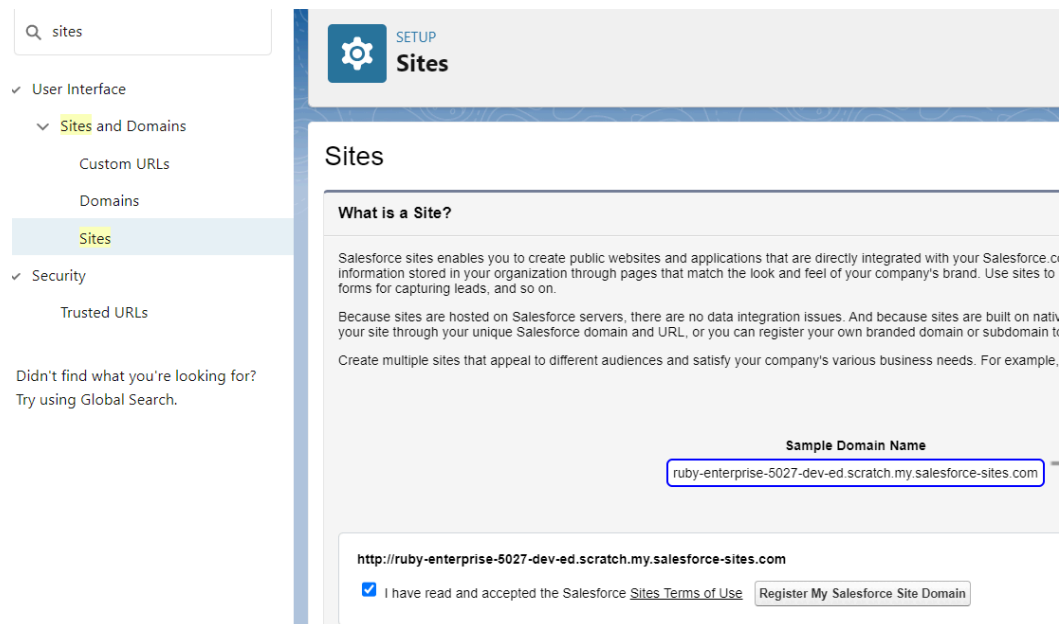 sites
User Interface
Sites and Domains
Custom URLs
Domains
Sites
Security
Trusted URLs
Didn't find what you're looking for?
Try using Global Search.
SETUP
Sites
Sites
What is a Site?
Salesforce sites enables you to create public websites and applications that are directly integrated with your Salesforce.c
information stored in your organization through pages that match the look and feel of your company's brand. Use sites to
forms for capturing leads, and so on.
Because sites are hosted on Salesforce servers, there are no data integration issues. And because sites are built on nativ
your site through your unique Salesforce domain and URL, or you can register your own branded domain or subdomain to
Create multiple sites that appeal to different audiences and satisfy your company's various business needs. For example,
Sample Domain Name
ruby-enterprise-5027-dev-ed.scratch.my.salesforce-sites.com
http://ruby-enterprise-5027-dev-ed.scratch.my.salesforce-sites.com
I have read and accepted the Salesforce Sites Terms of Use Register My Salesforce Site Domain